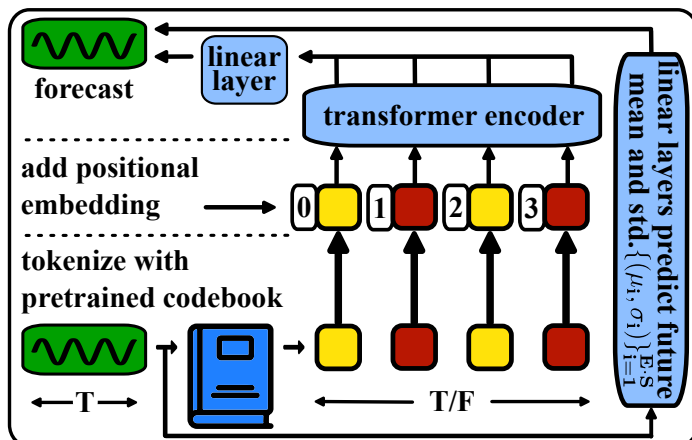 forecast
linear
layer
transformer encoder
add positional
embedding
0 1 2 3
tokenize with
pretrained codebook
T
T/F
linear layers predict future
mean and std. {(μᵢ, σᵢ)}ᴱ·ˢᵢ₌₁